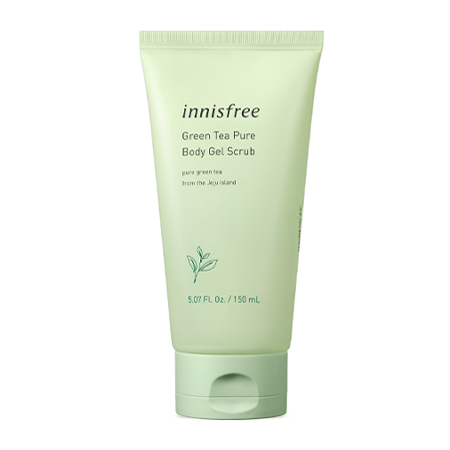 innisfree
Green Tea Pure
Body Gel Scrub
pure green tea
from the Jeju island
5.07 Fl. Oz. / 150 mL